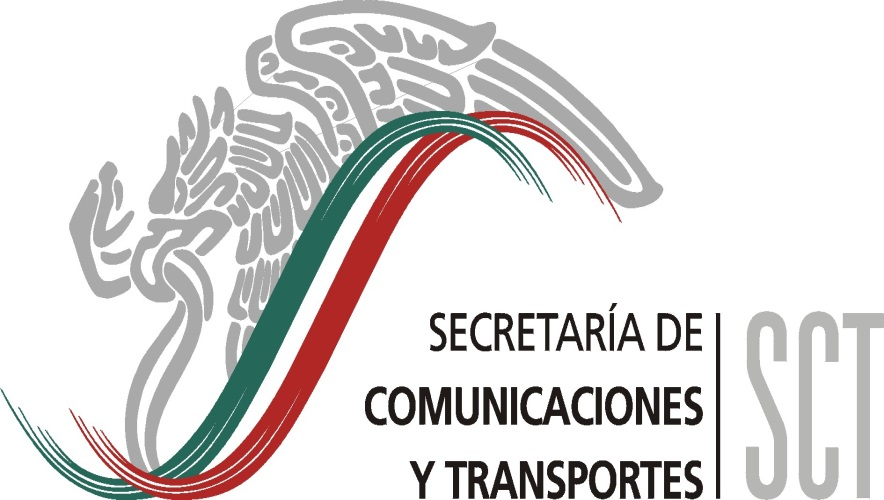 SECRETARÍA DE
COMUNICACIONES
Y TRANSPORTES
SCT